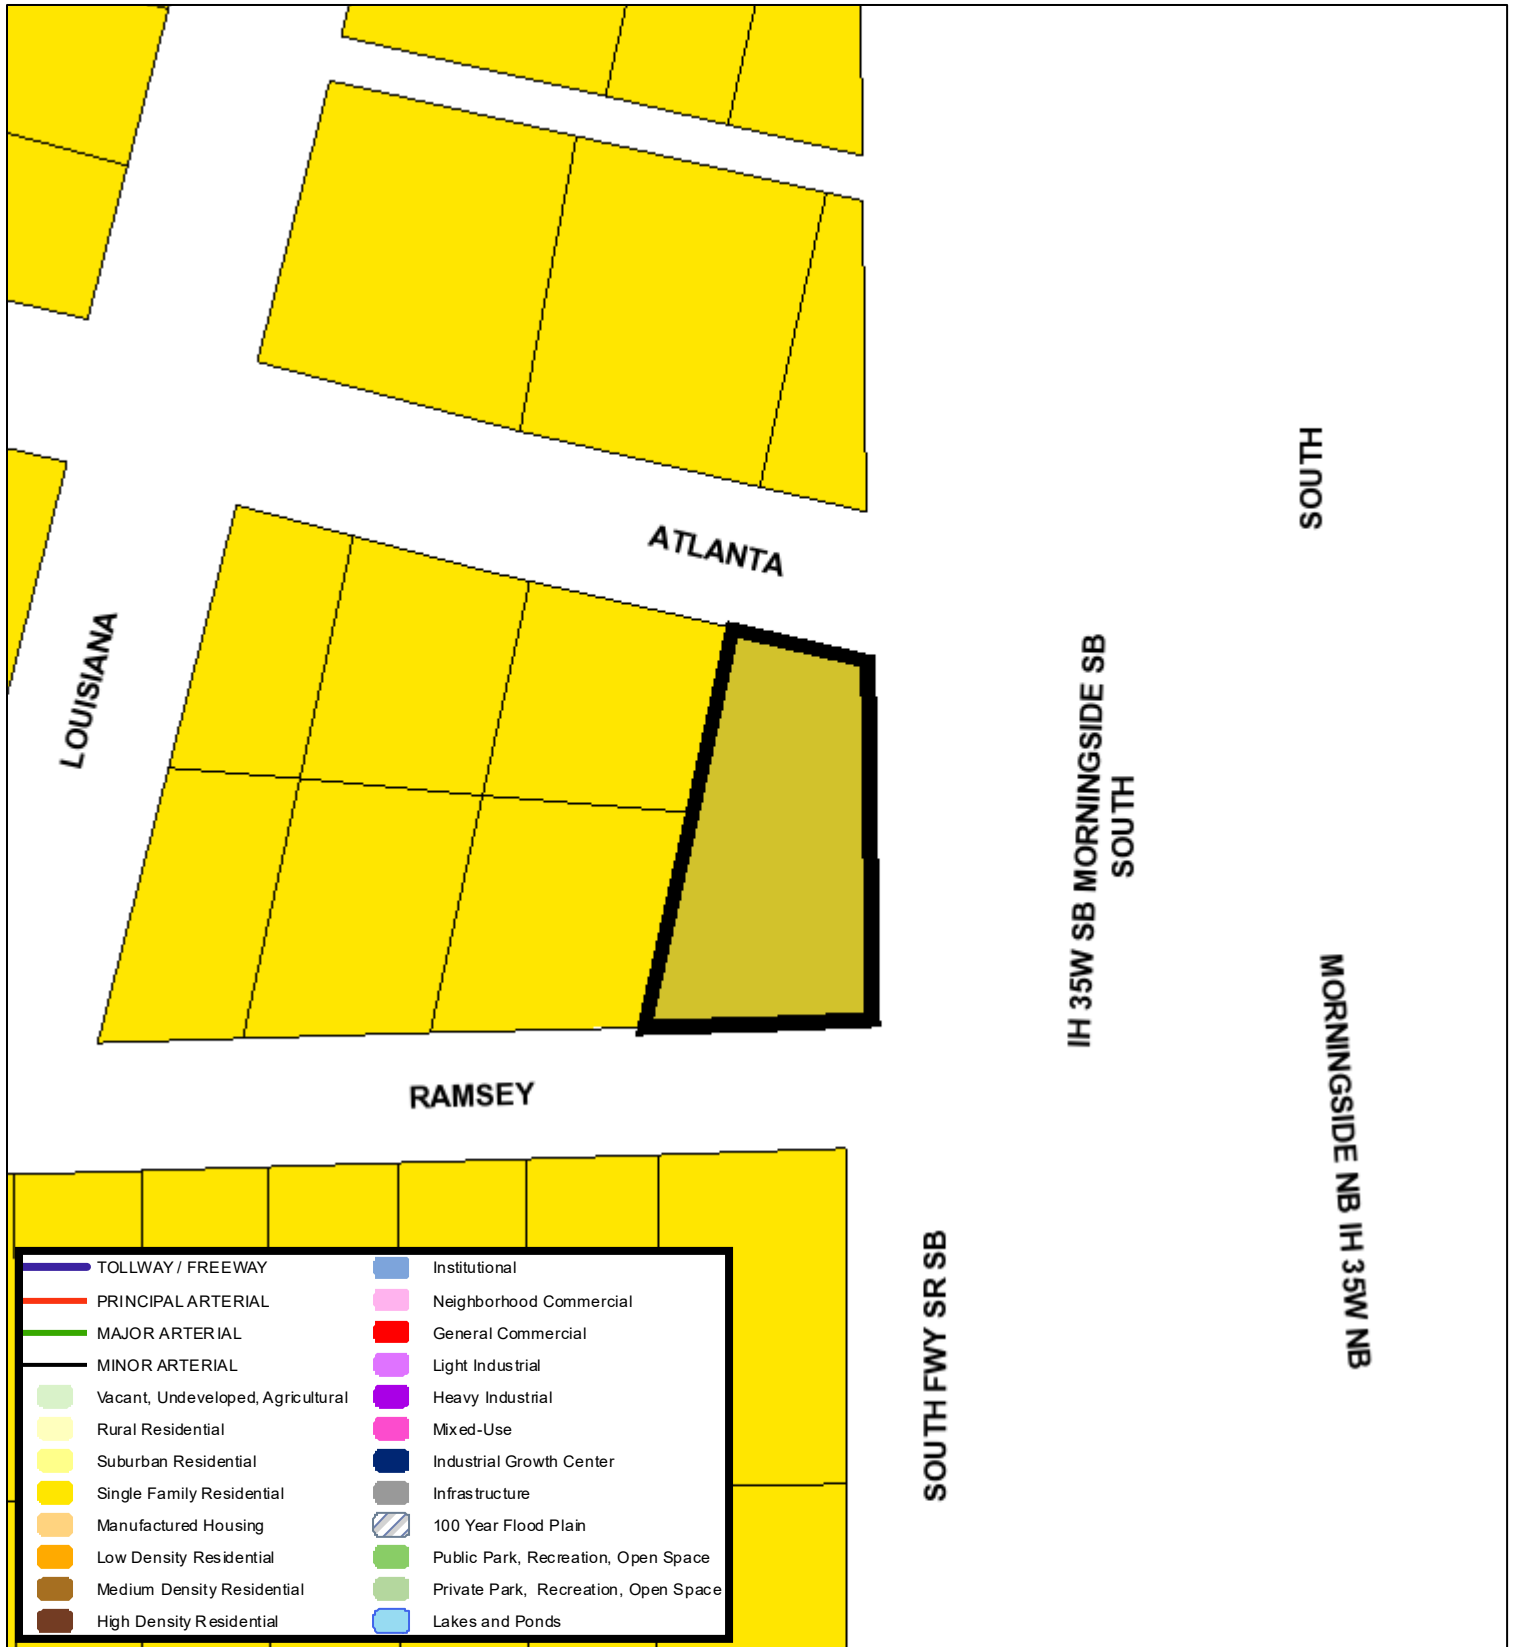 SOUTH
ATLANTA
LOUISIANA
IH 35W SB MORNINGSIDE SB
SOUTH
MORNINGSIDE NB IH 35W NB
RAMSEY
SOUTH FWY SR SB
TOLLWAY / FREEWAY
PRINCIPAL ARTERIAL
MAJOR ARTERIAL
MINOR ARTERIAL
Vacant, Undeveloped, Agricultural
Rural Residential
Suburban Residential
Single Family Residential
Manufactured Housing
Low Density Residential
Medium Density Residential
High Density Residential
Institutional
Neighborhood Commercial
General Commercial
Light Industrial
Heavy Industrial
Mixed-Use
Industrial Growth Center
Infrastructure
100 Year Flood Plain
Public Park, Recreation, Open Space
Private Park, Recreation, Open Space
Lakes and Ponds